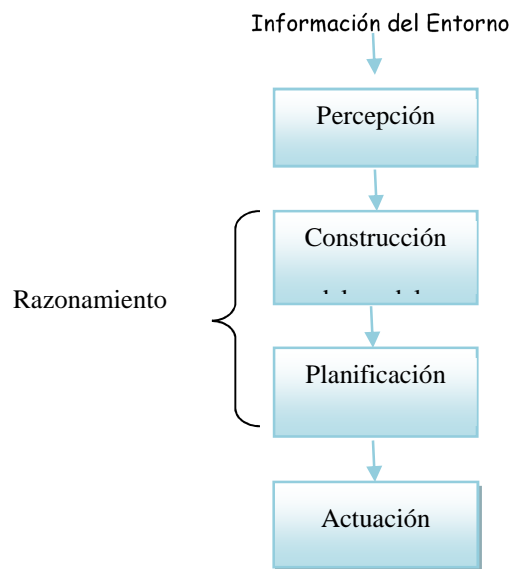 Información del Entorno
Percepción
Construcción
Razonamiento
Planificación
Actuación